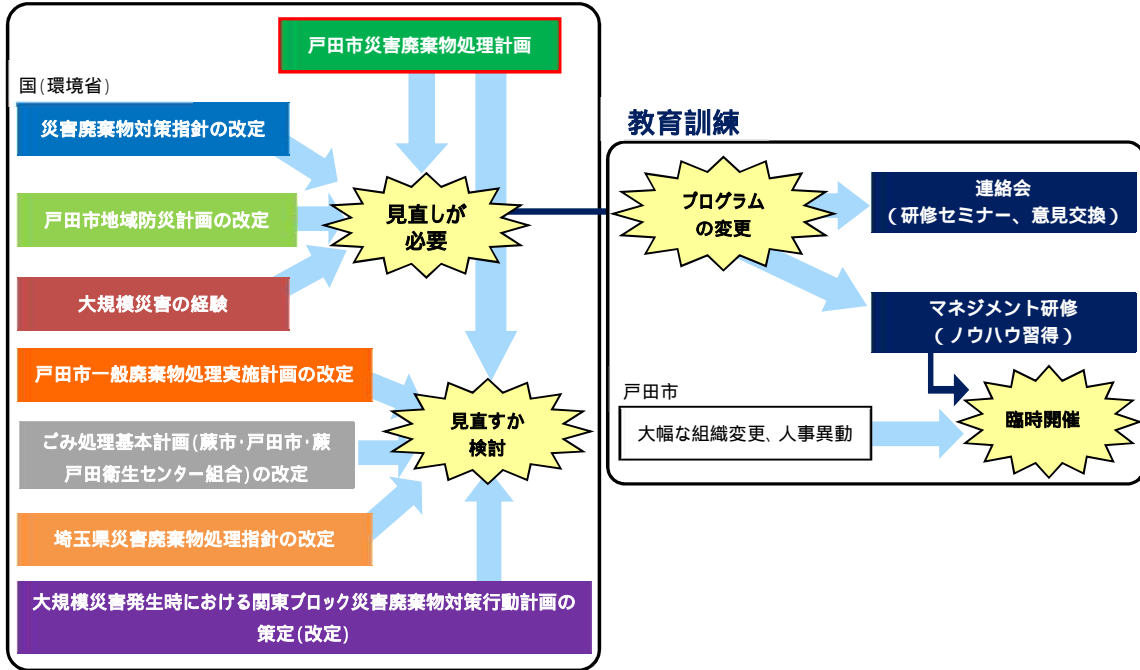 戸田市災害廃棄物処理計画
国(環境省)
災害廃棄物対策指針の改定
戸田市地域防災計画の改定
大規模災害の経験
見直しが
必要
戸田市一般廃棄物処理実施計画の改定
ごみ処理基本計画(蕨市・戸田市・蕨
戸田衛生センター組合)の改定
埼玉県災害廃棄物処理指針の改定
見直すか
検討
大規模災害発生時における関東ブロック災害廃棄物対策行動計画の
策定(改定)
教育訓練
プログラム
の変更
連絡会
(研修セミナー、意見交換)
マネジメント研修
(ノウハウ習得)
戸田市
大幅な組織変更、人事異動
臨時開催